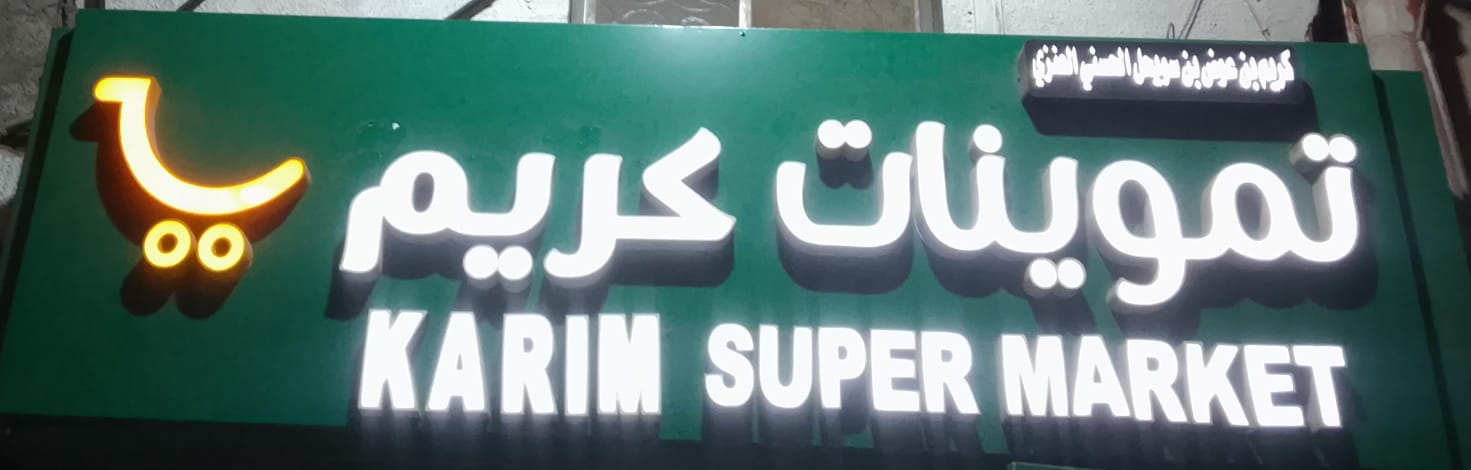 كريم بن عوض بن سويحل الحسني العنزي
تموينات كريم
KARIM SUPER MARKET